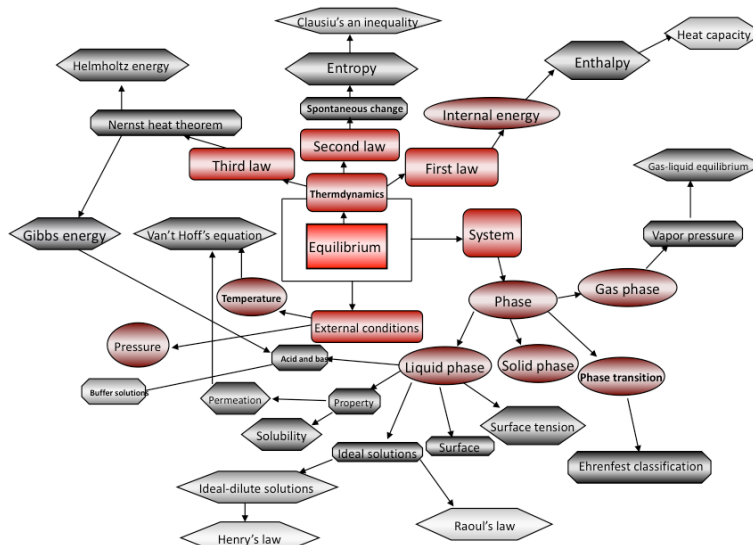 Clausiu's an inequality
Heat capacity
Helmholtz energy
Entropy
Enthalpy
Spontaneous change
Internal energy
Nernst heat theorem
Second law
Third law
First law
Gas-liquid equilibrium
Thermdynamics
Gibbs energy
Van't Hoff's equation
Equilibrium
System
Vapor pressure
Temperature
Phase
Gas phase
External conditions
Pressure
Acid and bas
Liquid phase
Solid phase
Phase transition
Buffer solutions
Permeation
Property
Solubility
Surface tension
Ideal solutions
Surface
Ehrenfest classification
Ideal-dilute solutions
Raoul's law
Henry's law